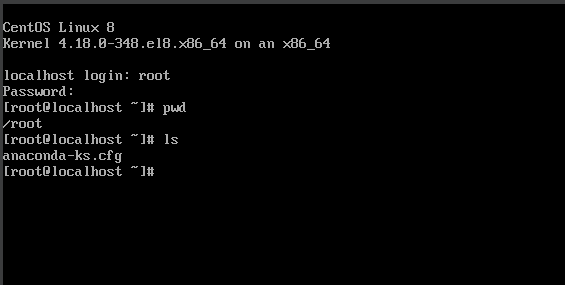 CentOS Linux 8
Kernel 4.18.0-348.el8.x86_64 on an x86_64
localhost login: root
Password:
[root@localhost ~]# pwd
/root
[root@localhost ~]# ls
anaconda-ks.cfg
[root@localhost ~]#